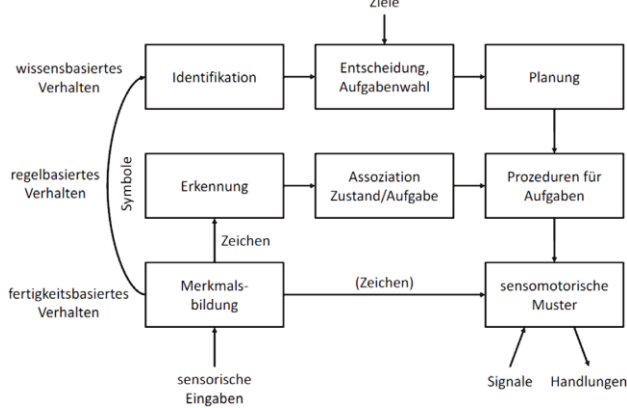 Ziele
wissensbasiertes
Verhalten
Identifikation
Entscheidung,
Aufgabenwahl
Planung
regelbasiertes
Verhalten
Symbole
Erkennung
Assoziation
Zustand/Aufgabe
Prozeduren für
Aufgaben
Zeichen
fertigkeitsbasiertes
Verhalten
Merkmals-
bildung
(Zeichen)
sensomotorische
Muster
sensorische
Eingaben
Signale
Handlungen